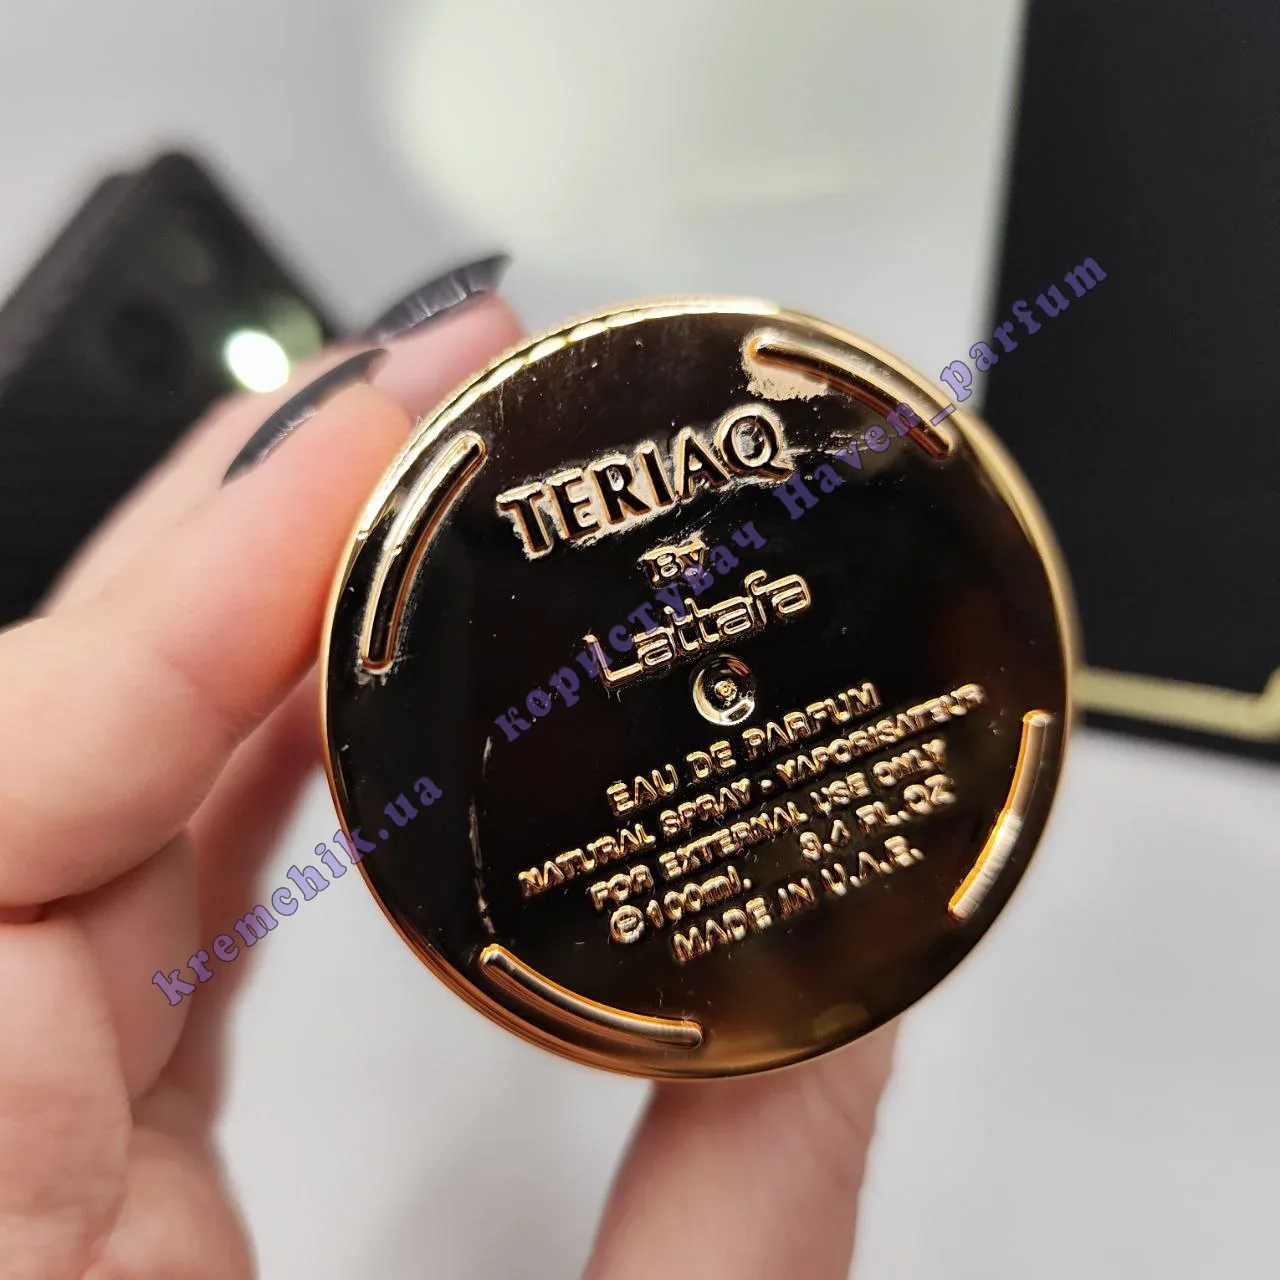 TERIAQ
By
Lattafa
EAU DE PARFUM
NATURAL SPRAY • VAPORISATEUR
FOR EXTERNAL USE ONLY
℮100ml. 3.4 FL.OZ
MADE IN U.A.E.
kremchik.ua користувач Haven_parfum